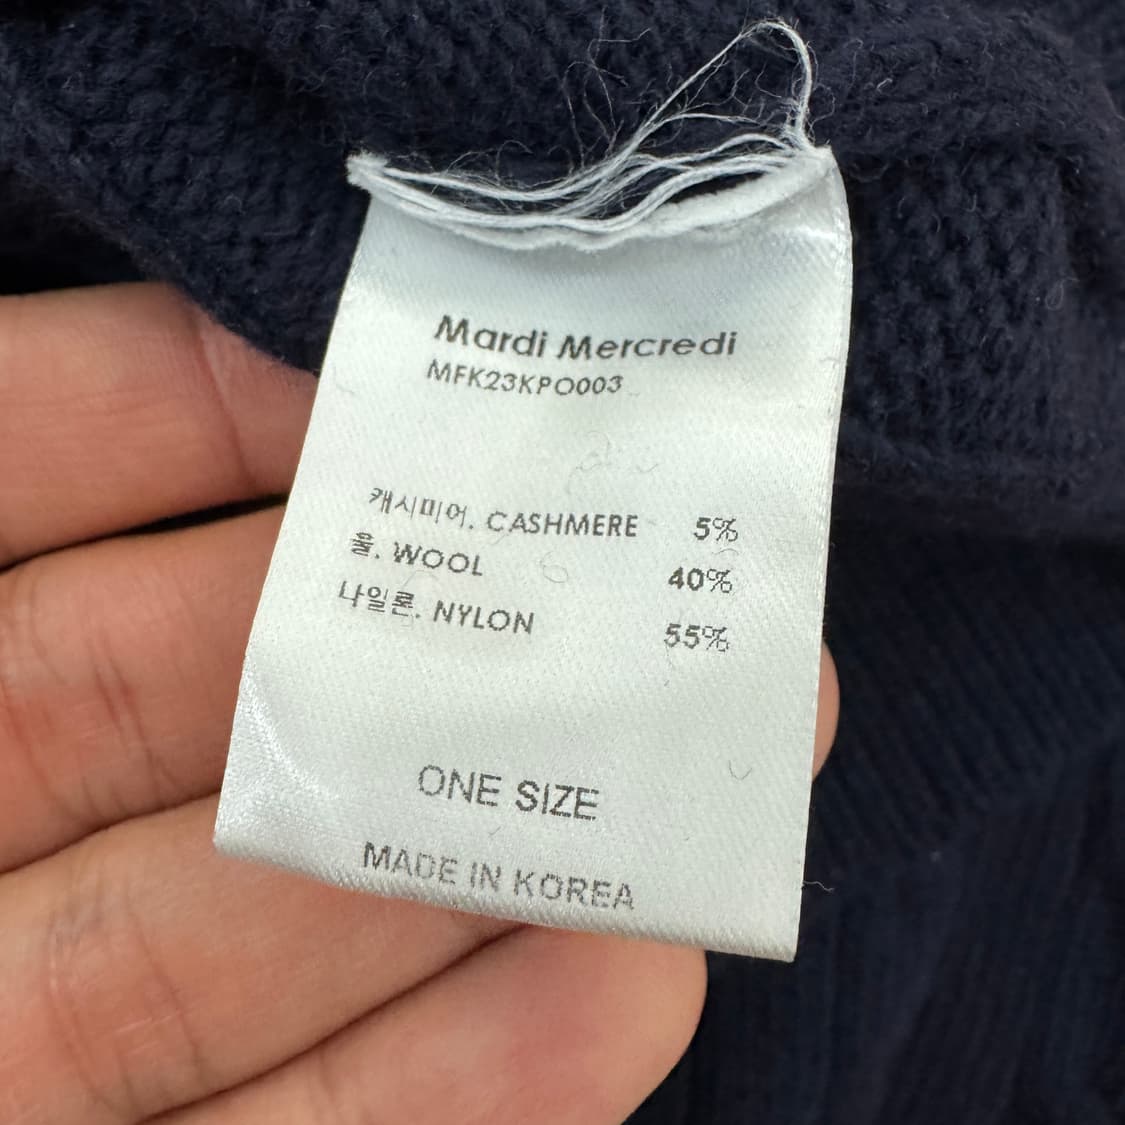 Mardi Mercredi
MFK23KPO003
캐시미어. CASHMERE 5%
울. WOOL 40%
나일론. NYLON 55%
ONE SIZE
MADE IN KOREA